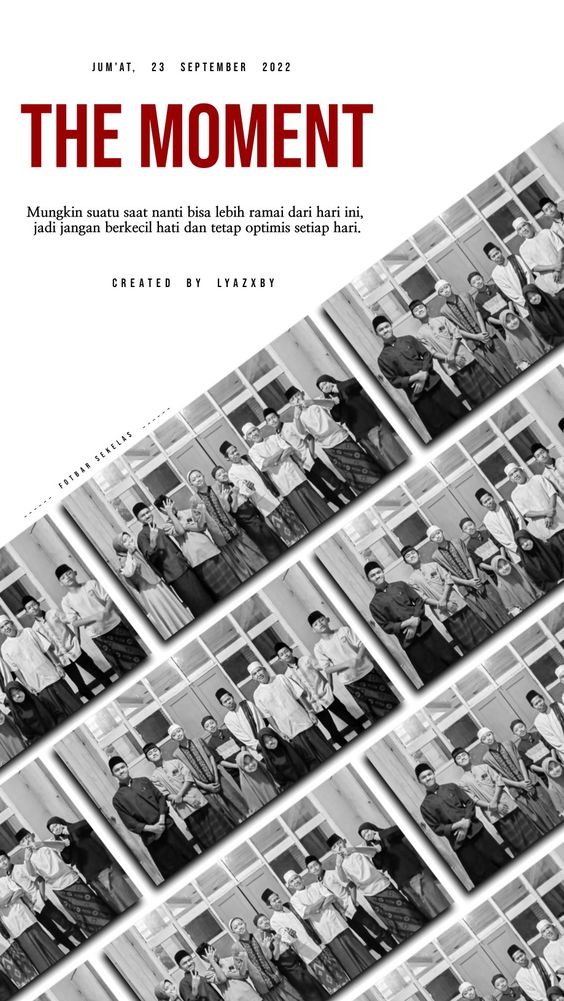 JUM'AT, 23 SEPTEMBER 2022
THE MOMENT
Mungkin suatu saat nanti bisa lebih ramai dari hari ini,
jadi jangan berkecil hati dan tetap optimis setiap hari.
CREATED BY LYAZXBY
------ FOTBAR SEKELAS ------